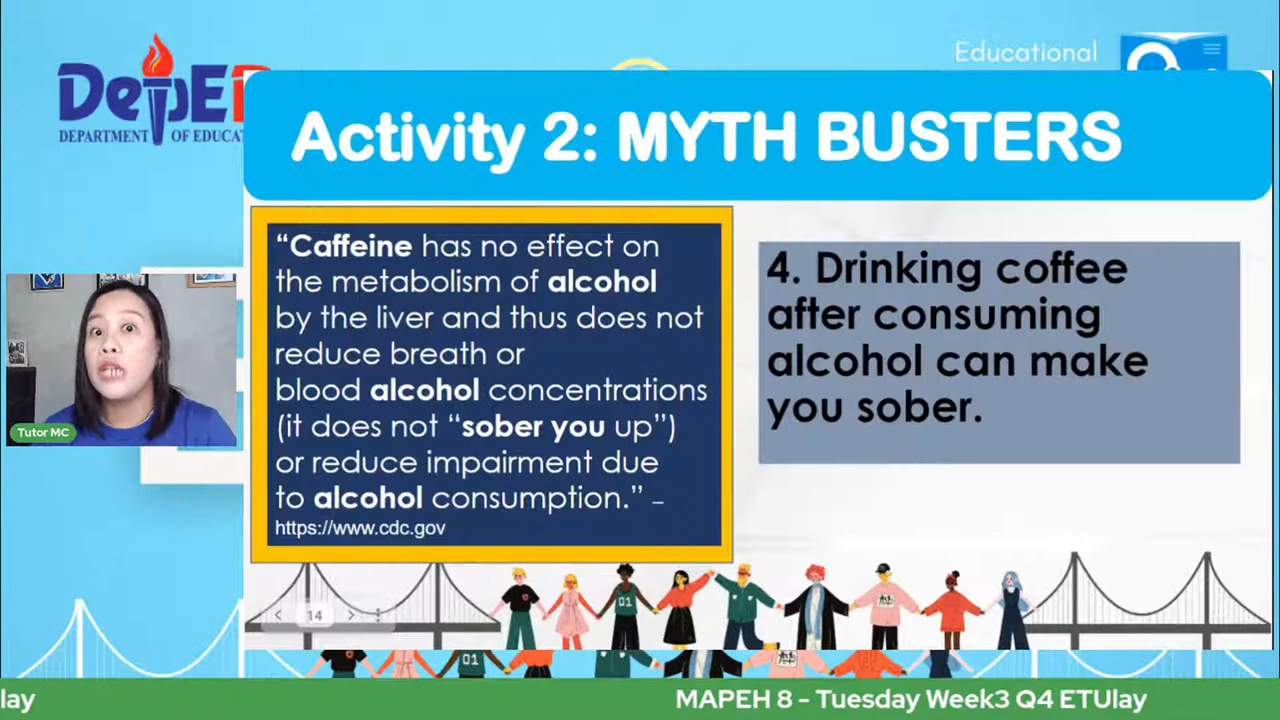 DepED
DEPARTMENT OF EDUCAT
Educational
Activity 2: MYTH BUSTERS
“Caffeine has no effect on
the metabolism of alcohol
by the liver and thus does not
reduce breath or
blood alcohol concentrations
(it does not “sober you up”)
or reduce impairment due
to alcohol consumption.” –
https://www.cdc.gov
4. Drinking coffee
after consuming
alcohol can make
you sober.
Tutor MC
14
01
01
lay
MAPEH 8 - Tuesday Week3 Q4 ETUlay